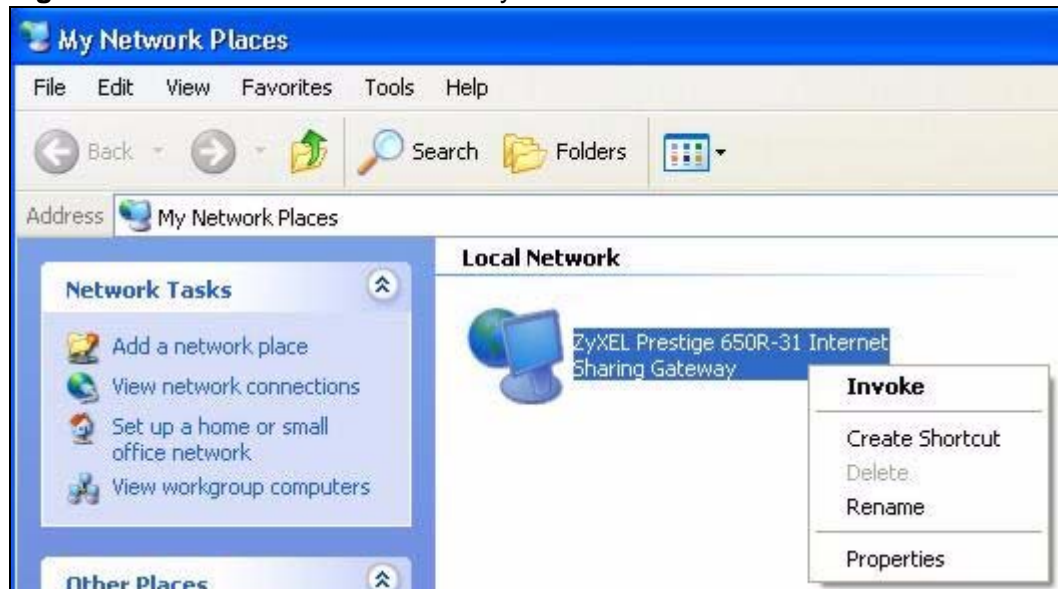 My Network Places
File Edit View Favorites Tools Help
Back Search Folders
Address My Network Places
Network Tasks
Add a network place
View network connections
Set up a home or small
office network
View workgroup computers
Other Places
Local Network
ZyXEL Prestige 650R-31 Internet
Sharing Gateway
Invoke
Create Shortcut
Delete
Rename
Properties